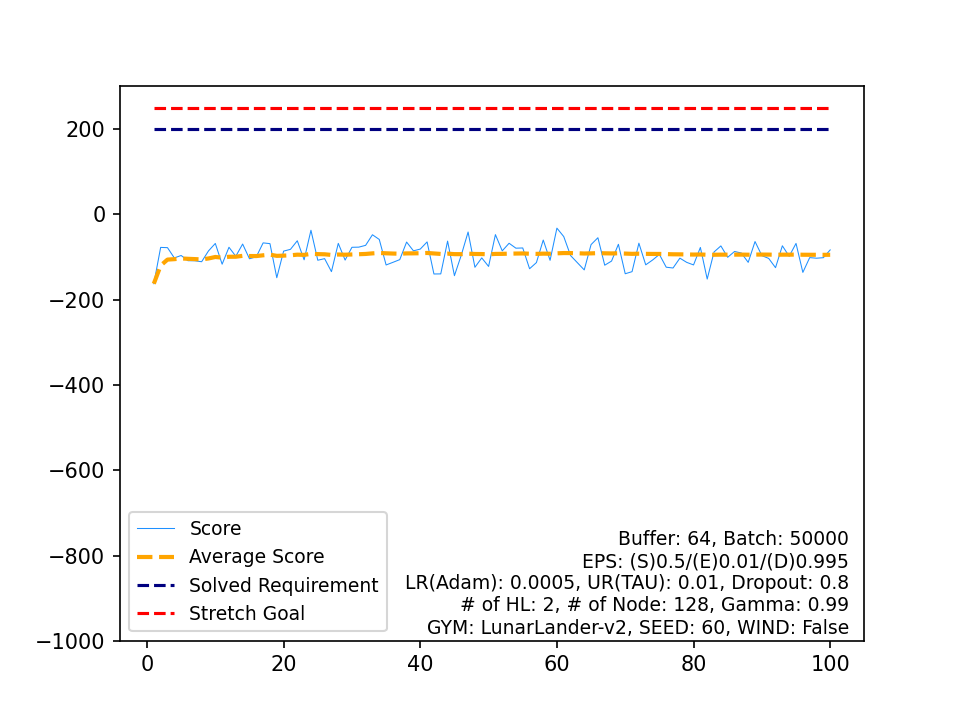 200
0
−200
−400
−600
−800
−1000
0
20
40
60
80
100
Score
Average Score
Solved Requirement
Stretch Goal
Buffer: 64, Batch: 50000
EPS: (S)0.5/(E)0.01/(D)0.995
LR(Adam): 0.0005, UR(TAU): 0.01, Dropout: 0.8
# of HL: 2, # of Node: 128, Gamma: 0.99
GYM: LunarLander-v2, SEED: 60, WIND: False